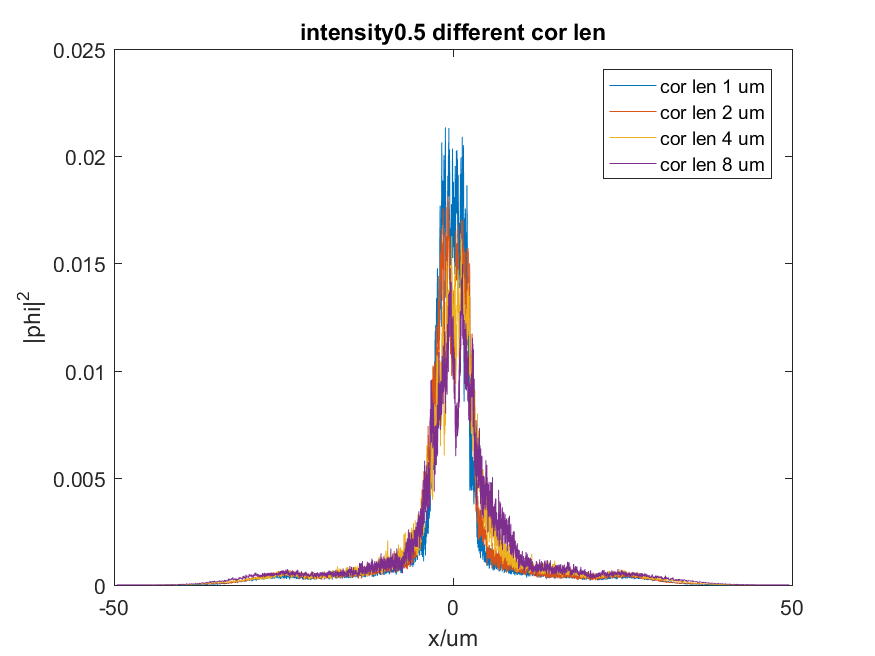 intensity0.5 different cor len
cor len 1 um
cor len 2 um
cor len 4 um
cor len 8 um
0.025
0.02
0.015
0.01
0.005
0
|phi|²
-50
0
50
x/um